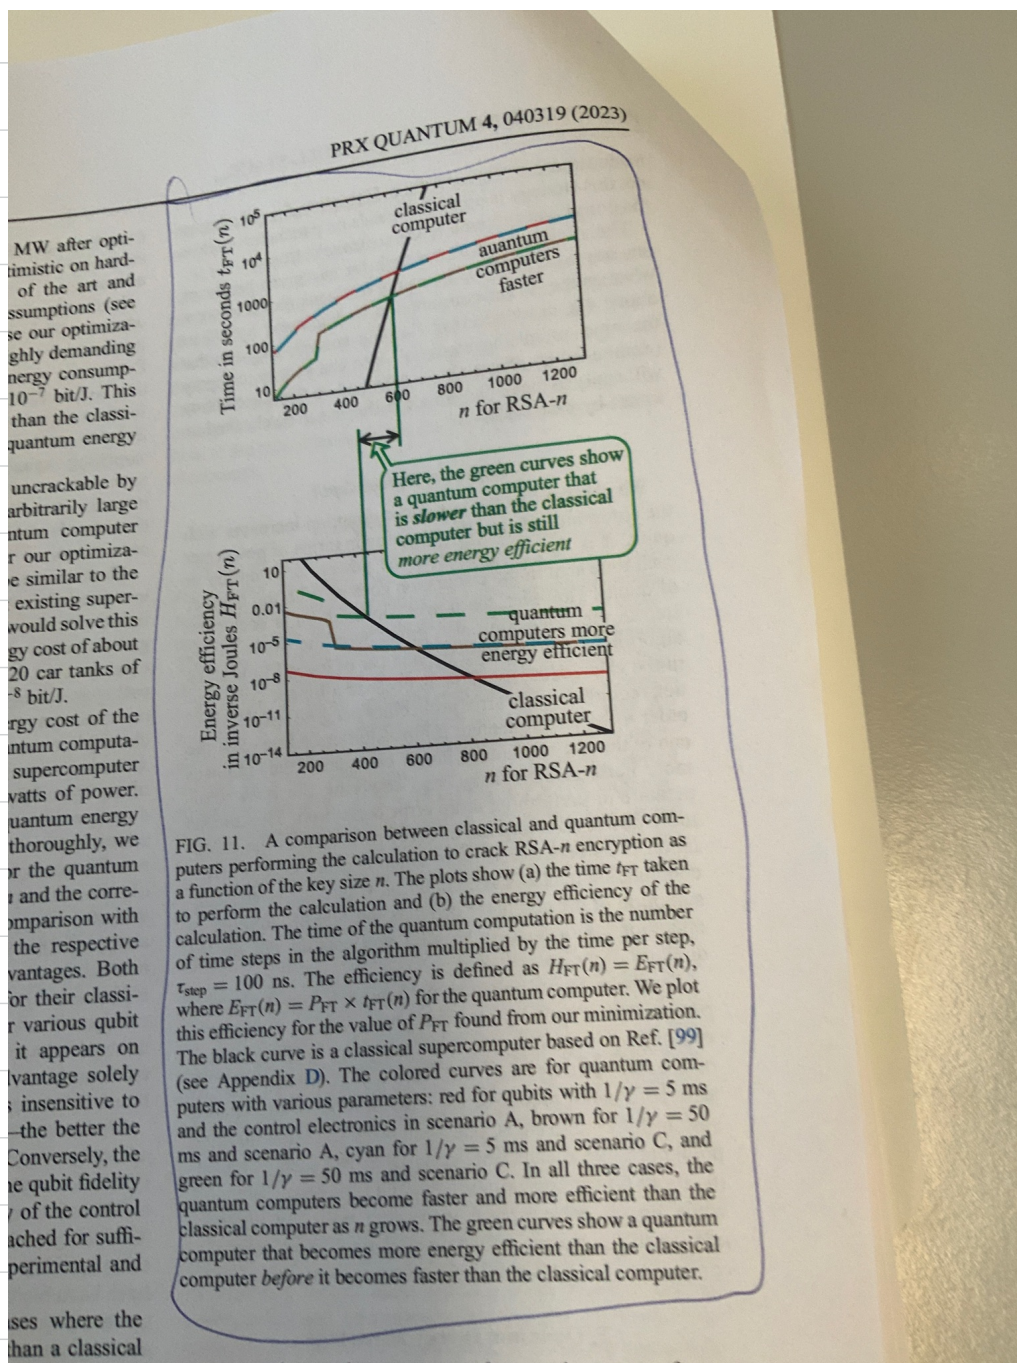 PRX QUANTUM 4, 040319 (2023)
MW after opti-
timistic on hard-
of the art and
ssumptions (see
se our optimiza-
ghly demanding
nergy consump-
10⁻⁷ bit/J. This
than the classi-
quantum energy
uncrackable by
arbitrarily large
ntum computer
r our optimiza-
e similar to the
existing super-
would solve this
gy cost of about
20 car tanks of
⁻⁸ bit/J.
rgy cost of the
ntum computa-
supercomputer
watts of power.
quantum energy
thoroughly, we
or the quantum
and the corre-
omparison with
the respective
vantages. Both
for their classi-
r various qubit
it appears on
lvantage solely
s insensitive to
—the better the
Conversely, the
ne qubit fidelity
y of the control
ached for suffi-
perimental and
ses where the
than a classical
Time in seconds tFT(n)
10⁵
10⁴
1000
100
10
classical
computer
auantum
computers
faster
200 400 600 800 1000 1200
n for RSA-n
Here, the green curves show
a quantum computer that
is slower than the classical
computer but is still
more energy efficient
Energy efficiency
in inverse Joules HFT(n)
10
0.01
10⁻⁵
10⁻⁸
10⁻¹¹
10⁻¹⁴
quantum
computers more
energy efficient
classical
computer
200 400 600 800 1000 1200
n for RSA-n
FIG. 11. A comparison between classical and quantum com-
puters performing the calculation to crack RSA-n encryption as
a function of the key size n. The plots show (a) the time tFT taken
to perform the calculation and (b) the energy efficiency of the
calculation. The time of the quantum computation is the number
of time steps in the algorithm multiplied by the time per step,
τstep = 100 ns. The efficiency is defined as HFT(n) = EFT(n),
where EFT(n) = PFT × tFT(n) for the quantum computer. We plot
this efficiency for the value of PFT found from our minimization.
The black curve is a classical supercomputer based on Ref. [99]
(see Appendix D). The colored curves are for quantum com-
puters with various parameters: red for qubits with 1/γ = 5 ms
and the control electronics in scenario A, brown for 1/γ = 50
ms and scenario A, cyan for 1/γ = 5 ms and scenario C, and
green for 1/γ = 50 ms and scenario C. In all three cases, the
quantum computers become faster and more efficient than the
classical computer as n grows. The green curves show a quantum
computer that becomes more energy efficient than the classical
computer before it becomes faster than the classical computer.